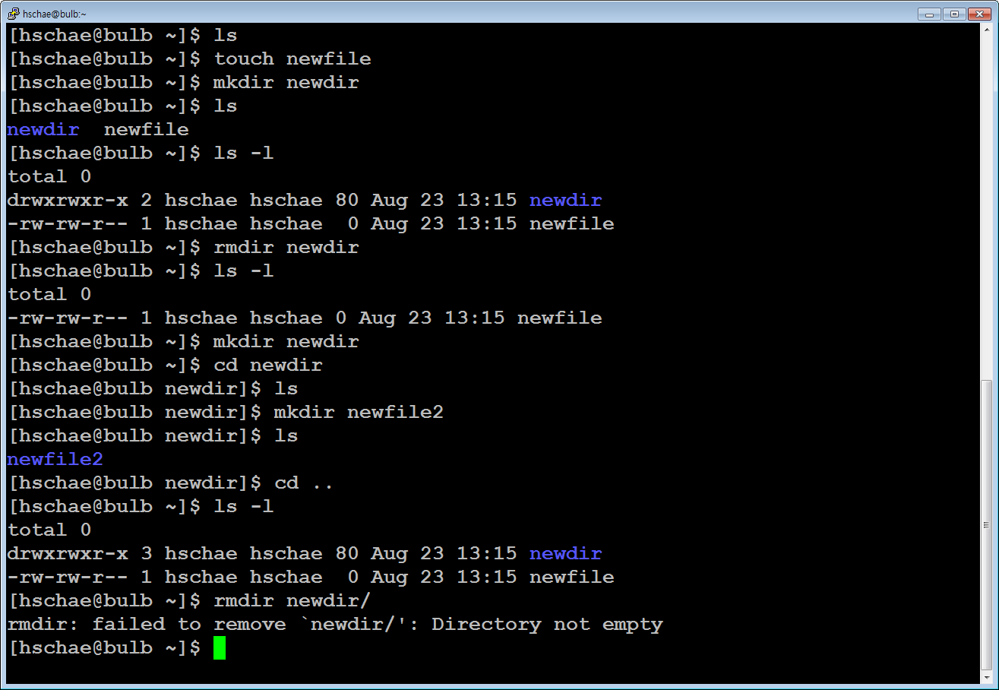 hschae@bulb:~
[hschae@bulb ~]$ ls
[hschae@bulb ~]$ touch newfile
[hschae@bulb ~]$ mkdir newdir
[hschae@bulb ~]$ ls
newdir  newfile
[hschae@bulb ~]$ ls -l
total 0
drwxrwxr-x 2 hschae hschae 80 Aug 23 13:15 newdir
-rw-rw-r-- 1 hschae hschae  0 Aug 23 13:15 newfile
[hschae@bulb ~]$ rmdir newdir
[hschae@bulb ~]$ ls -l
total 0
-rw-rw-r-- 1 hschae hschae 0 Aug 23 13:15 newfile
[hschae@bulb ~]$ mkdir newdir
[hschae@bulb ~]$ cd newdir
[hschae@bulb newdir]$ ls
[hschae@bulb newdir]$ mkdir newfile2
[hschae@bulb newdir]$ ls
newfile2
[hschae@bulb newdir]$ cd ..
[hschae@bulb ~]$ ls -l
total 0
drwxrwxr-x 3 hschae hschae 80 Aug 23 13:15 newdir
-rw-rw-r-- 1 hschae hschae  0 Aug 23 13:15 newfile
[hschae@bulb ~]$ rmdir newdir/
rmdir: failed to remove `newdir/': Directory not empty
[hschae@bulb ~]$